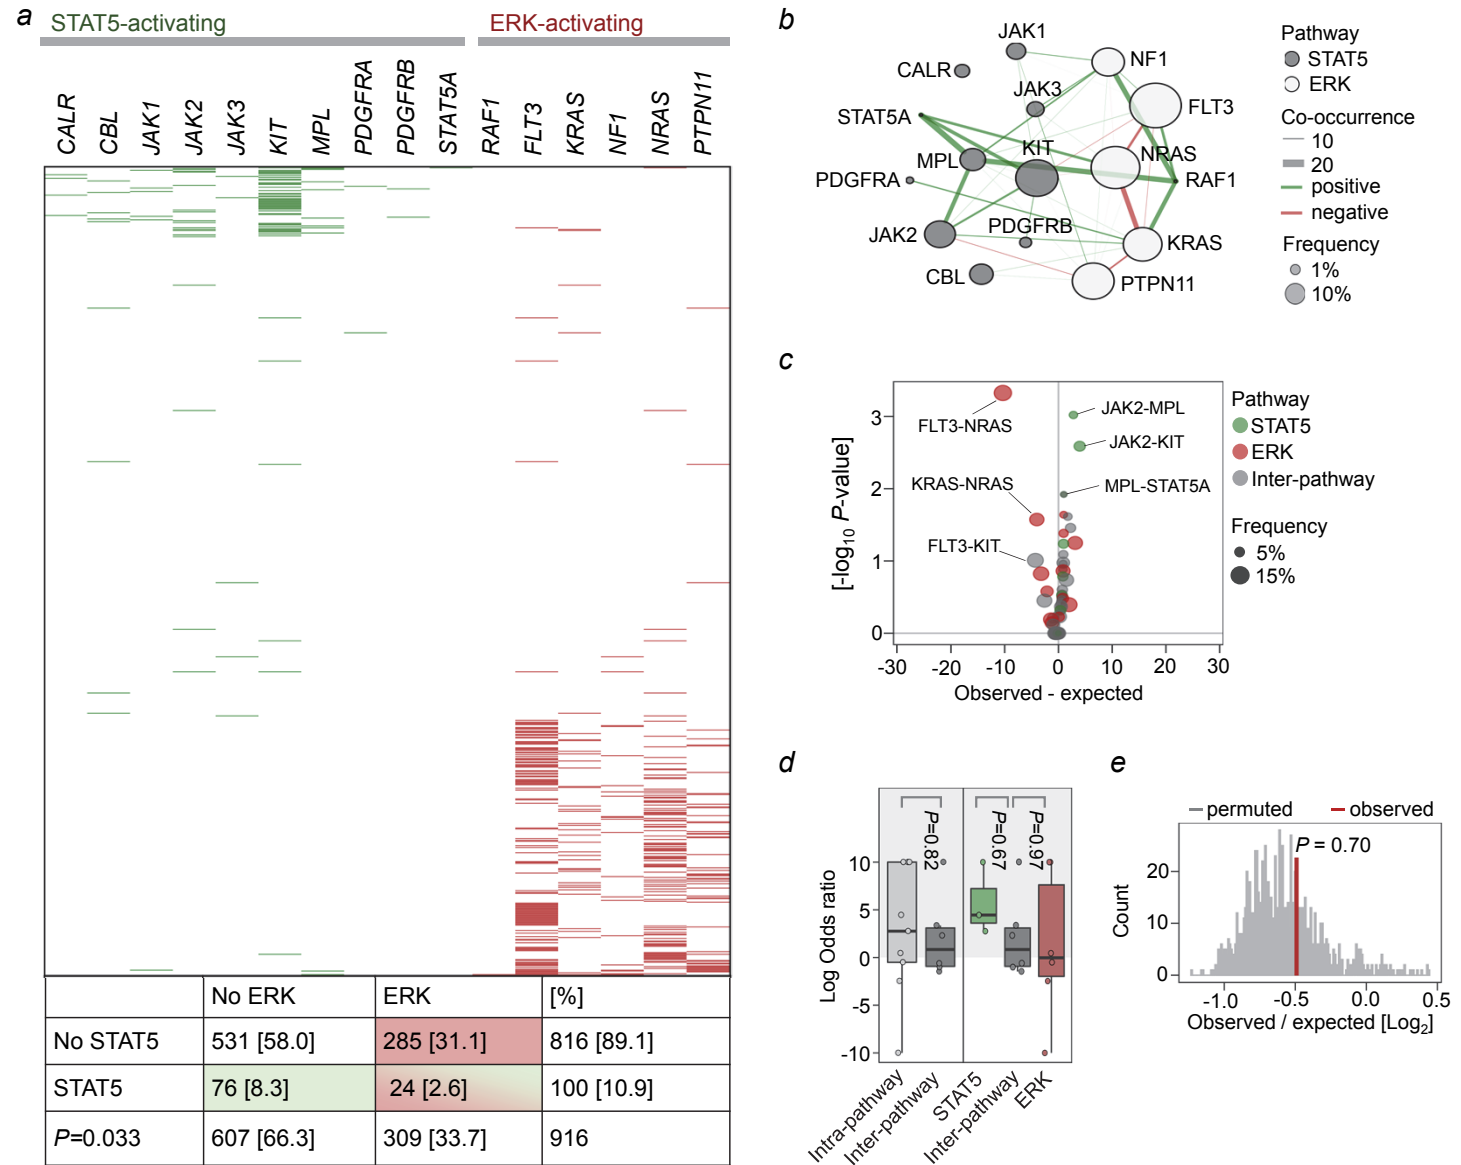 a
STAT5-activating
ERK-activating
CALR
CBL
JAK1
JAK2
JAK3
KIT
MPL
PDGFRA
PDGFRB
STAT5A
RAF1
FLT3
KRAS
NF1
NRAS
PTPN11
No ERK
ERK
[%]
No STAT5
531 [58.0]
285 [31.1]
816 [89.1]
STAT5
76 [8.3]
24 [2.6]
100 [10.9]
P=0.033
607 [66.3]
309 [33.7]
916
b
JAK1
NF1
CALR
JAK3
FLT3
STAT5A
KIT
NRAS
MPL
PDGFRA
RAF1
JAK2
PDGFRB
KRAS
CBL
PTPN11
Pathway
STAT5
ERK
Co-occurrence
10
20
positive
negative
Frequency
1%
10%
c
[-log10 P-value]
3
2
1
0
-30
-20
-10
0
10
20
30
Observed - expected
FLT3-NRAS
JAK2-MPL
JAK2-KIT
KRAS-NRAS
MPL-STAT5A
FLT3-KIT
Pathway
STAT5
ERK
Inter-pathway
Frequency
5%
15%
d
Log Odds ratio
10
5
0
-5
-10
P=0.82
P=0.67
P=0.97
Intra-pathway
Inter-pathway
STAT5
Inter-pathway
ERK
e
permuted
observed
P = 0.70
Count
20
10
0
-1.0
-0.5
0.0
0.5
Observed / expected [Log2]